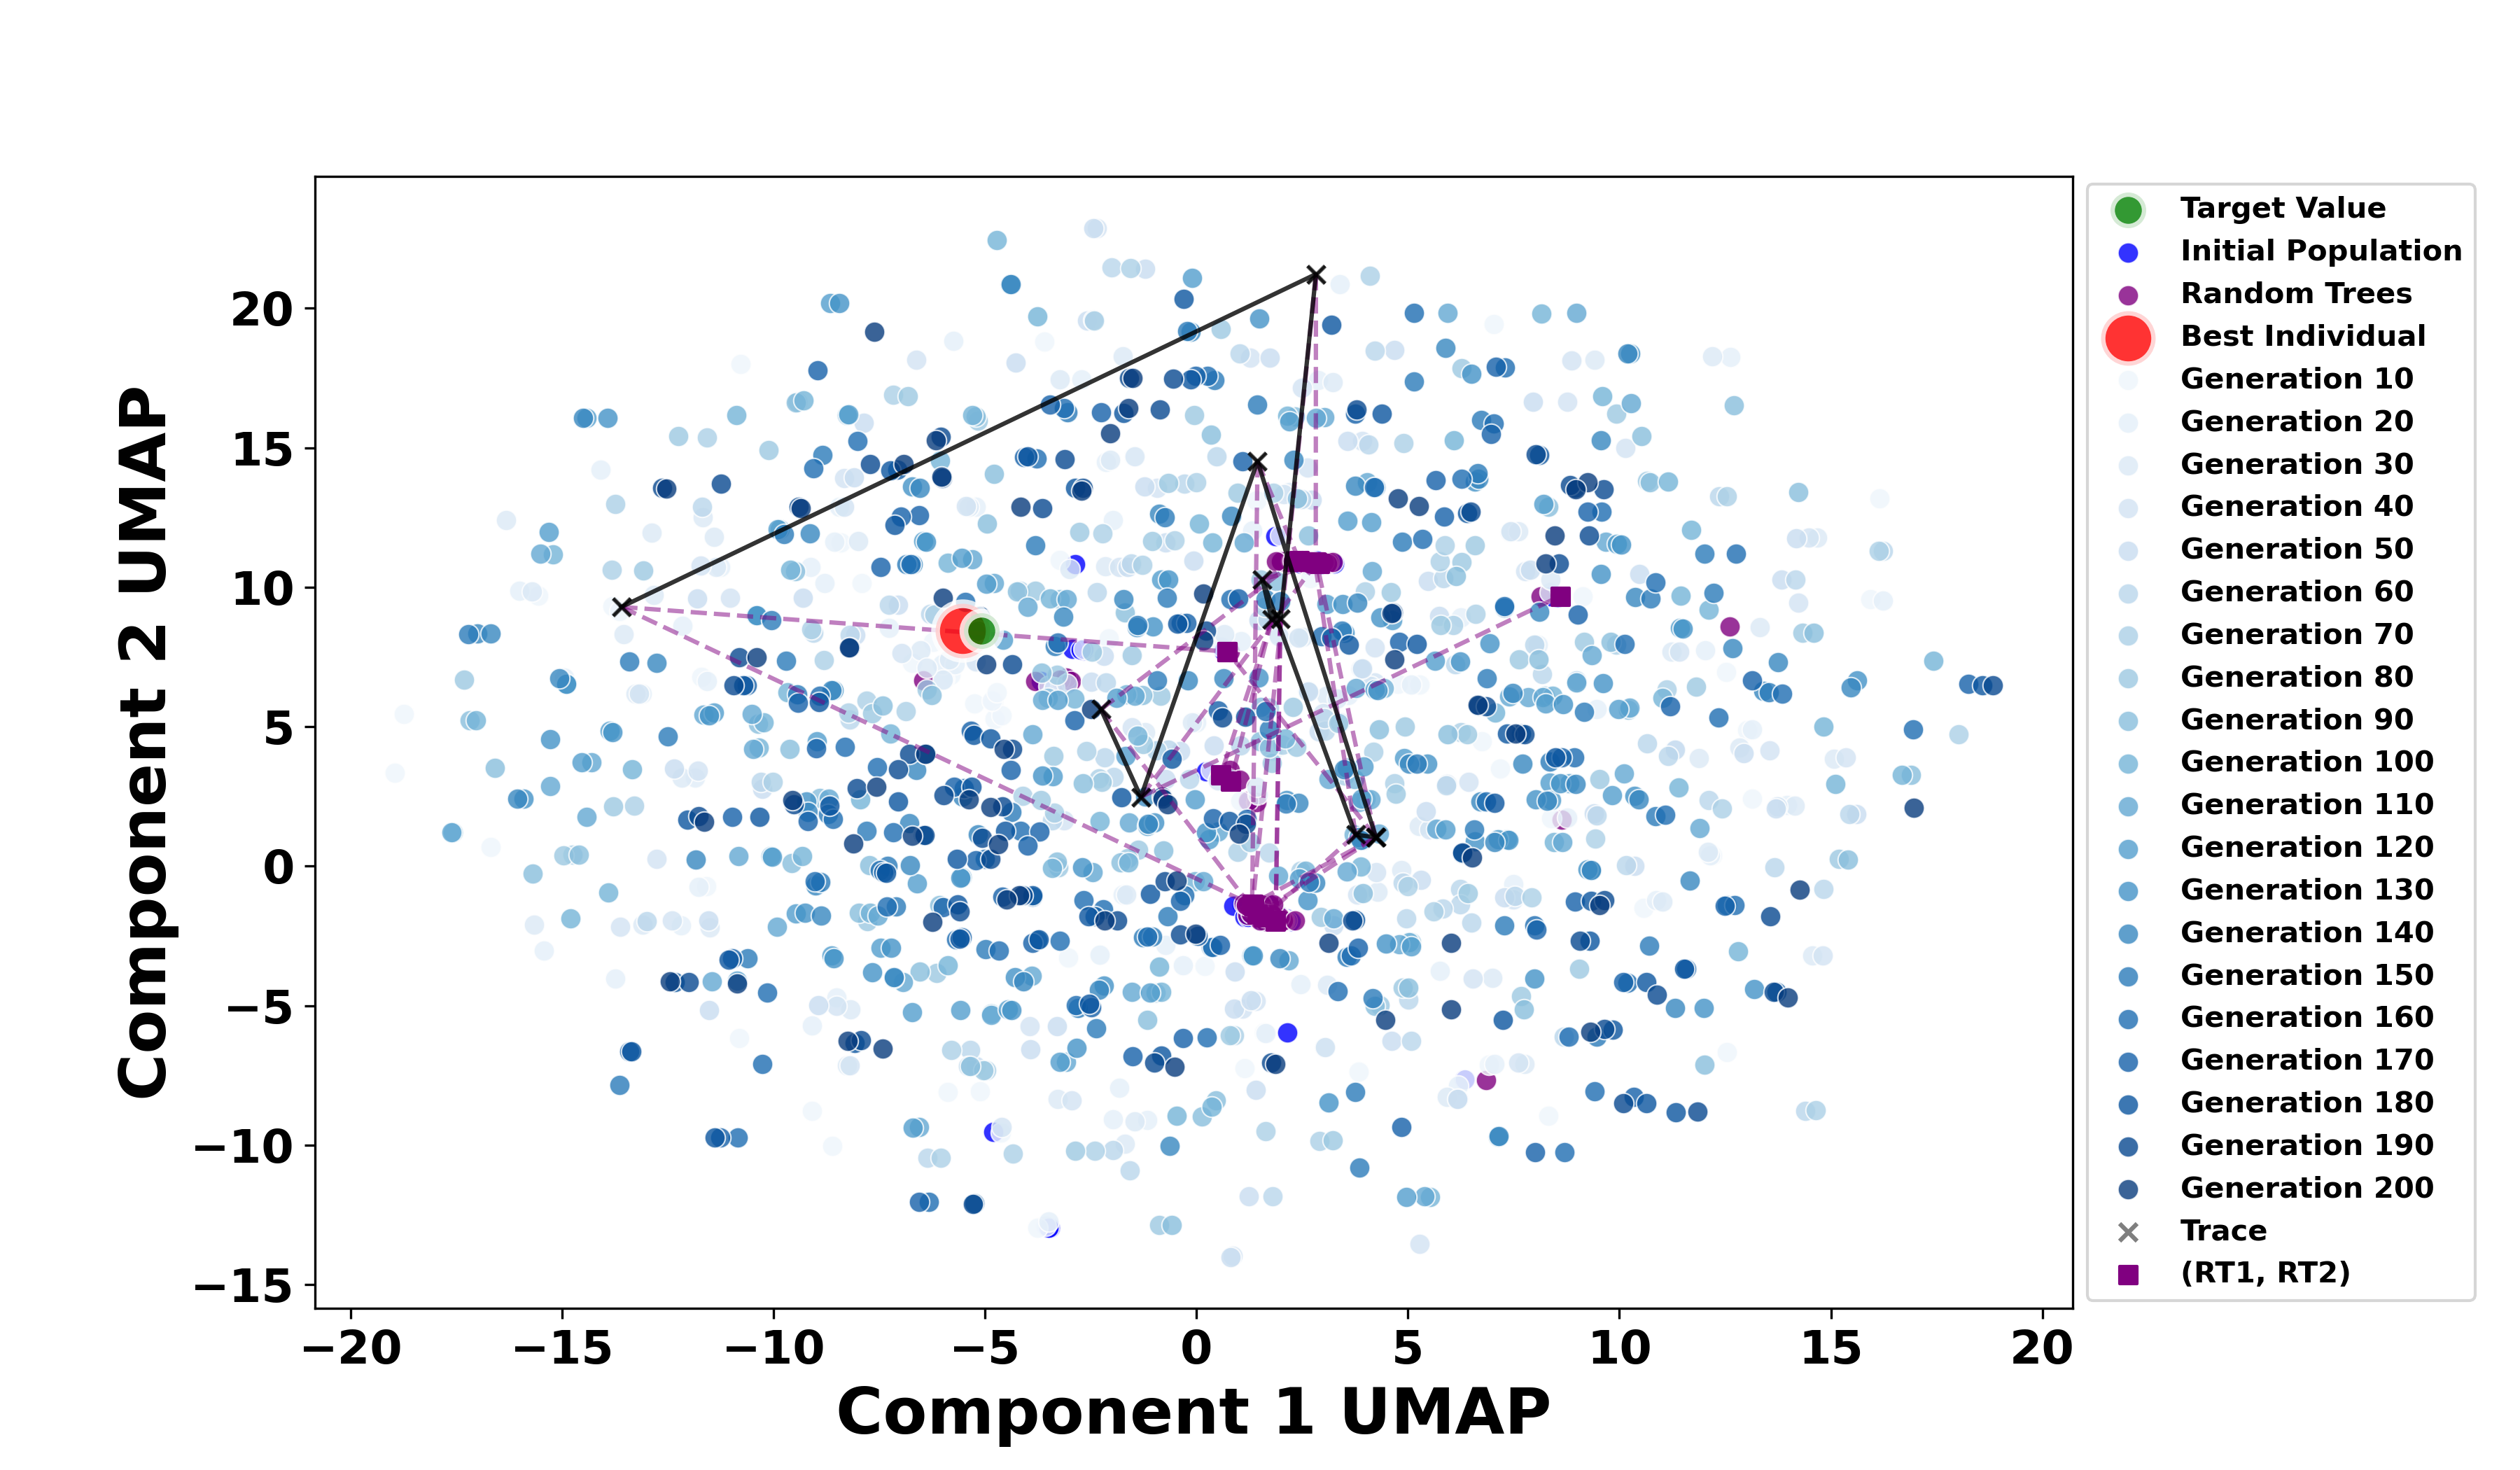 Component 2 UMAP
20
15
10
5
0
−5
−10
−15
−20
−15
−10
−5
0
5
10
15
20
Component 1 UMAP
Target Value
Initial Population
Random Trees
Best Individual
Generation 10
Generation 20
Generation 30
Generation 40
Generation 50
Generation 60
Generation 70
Generation 80
Generation 90
Generation 100
Generation 110
Generation 120
Generation 130
Generation 140
Generation 150
Generation 160
Generation 170
Generation 180
Generation 190
Generation 200
Trace
(RT1, RT2)